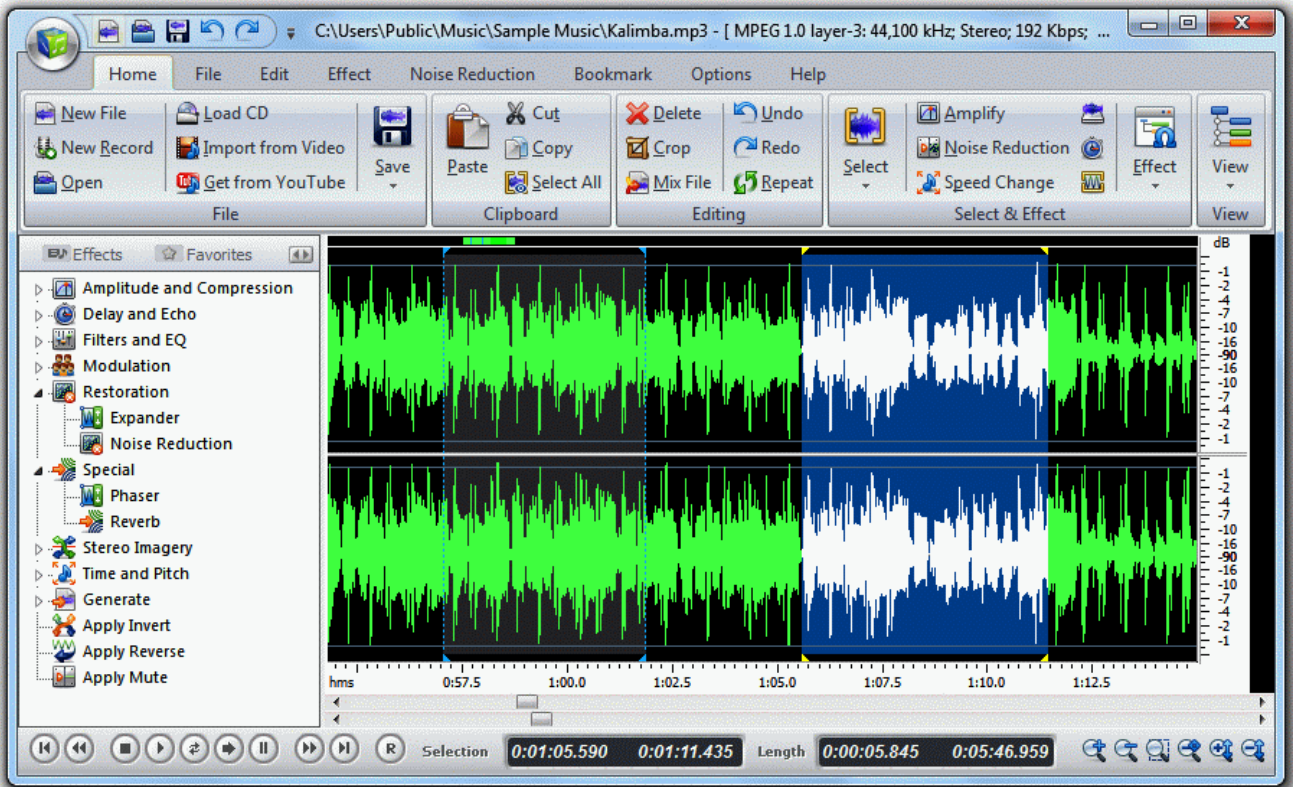 C:\Users\Public\Music\Sample Music\Kalimba.mp3 - [ MPEG 1.0 layer-3: 44,100 kHz; Stereo; 192 Kbps; ...
Home File Edit Effect Noise Reduction Bookmark Options Help
New File Load CD Cut Delete Undo Amplify
New Record Import from Video Save Paste Copy Crop Redo Select Noise Reduction Effect View
Open Get from YouTube Select All Mix File Repeat Speed Change
File Clipboard Editing Select & Effect View
Effects Favorites
Amplitude and Compression
Delay and Echo
Filters and EQ
Modulation
Restoration
Expander
Noise Reduction
Special
Phaser
Reverb
Stereo Imagery
Time and Pitch
Generate
Apply Invert
Apply Reverse
Apply Mute
dB
-1
-2
-4
-7
-10
-16
-90
-16
-10
-7
-4
-2
-1
-1
-2
-4
-7
-10
-16
-90
-16
-10
-7
-4
-2
-1
hms 0:57.5 1:00.0 1:02.5 1:05.0 1:07.5 1:10.0 1:12.5
R Selection 0:01:05.590 0:01:11.435 Length 0:00:05.845 0:05:46.959